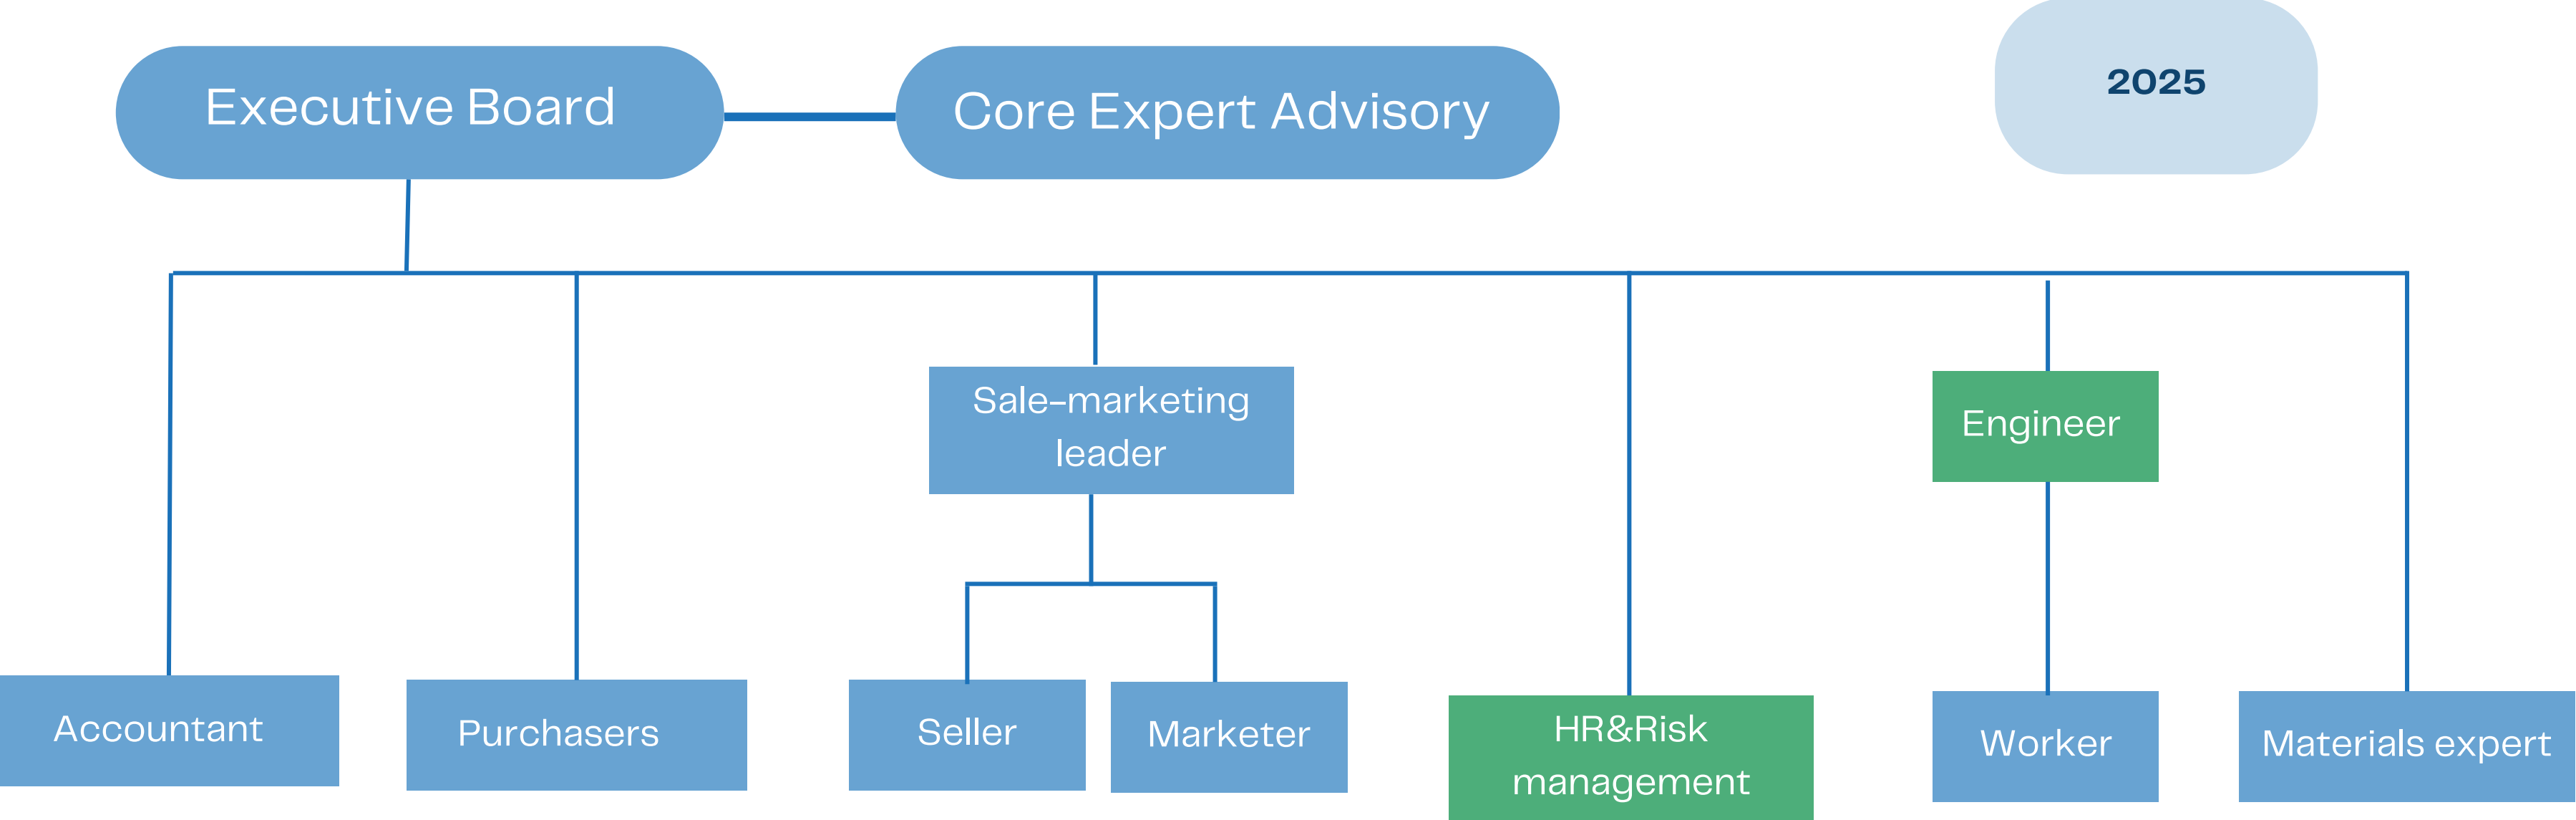 Executive Board
Core Expert Advisory
2025
Sale-marketing
leader
Engineer
Accountant
Purchasers
Seller
Marketer
HR&Risk
management
Worker
Materials expert